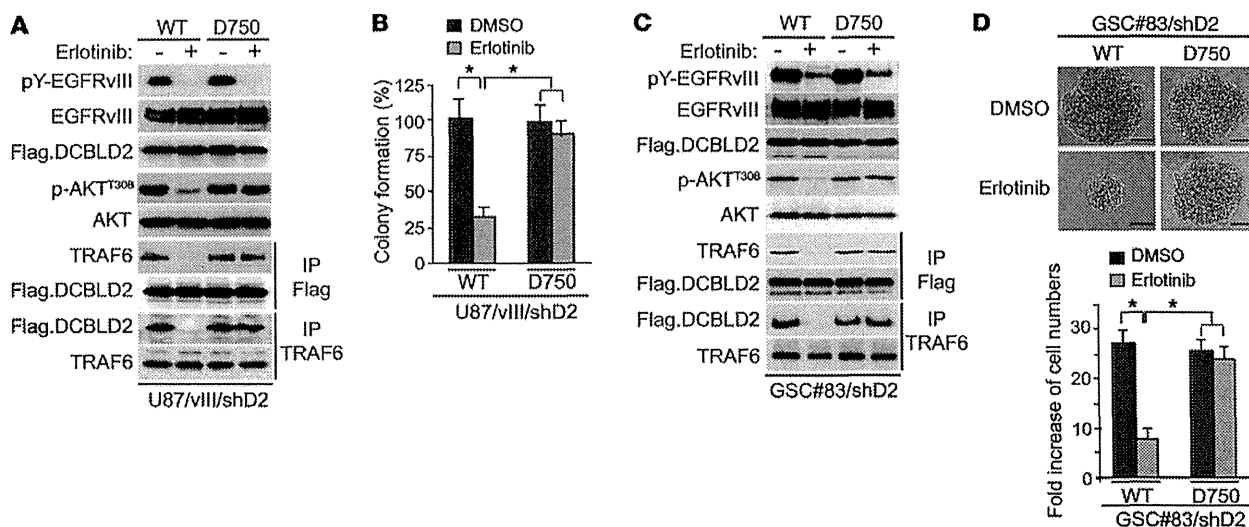 A
WT D750
Erlotinib: - + - +
pY-EGFRvIII
EGFRvIII
Flag.DCBLD2
p-AKT^T308
AKT
TRAF6
Flag.DCBLD2
IP
Flag
Flag.DCBLD2
TRAF6
IP
TRAF6
U87/vIII/shD2
B
DMSO
Erlotinib
* *
Colony formation (%)
125
100
75
50
25
0
WT D750
U87/vIII/shD2
C
WT D750
Erlotinib: - + - +
pY-EGFRvIII
EGFRvIII
Flag.DCBLD2
p-AKT^T308
AKT
TRAF6
Flag.DCBLD2
IP
Flag
Flag.DCBLD2
TRAF6
IP
TRAF6
GSC#83/shD2
D
GSC#83/shD2
WT D750
DMSO
Erlotinib
DMSO
Erlotinib
* *
Fold increase of cell numbers
30
20
10
0
WT D750
GSC#83/shD2